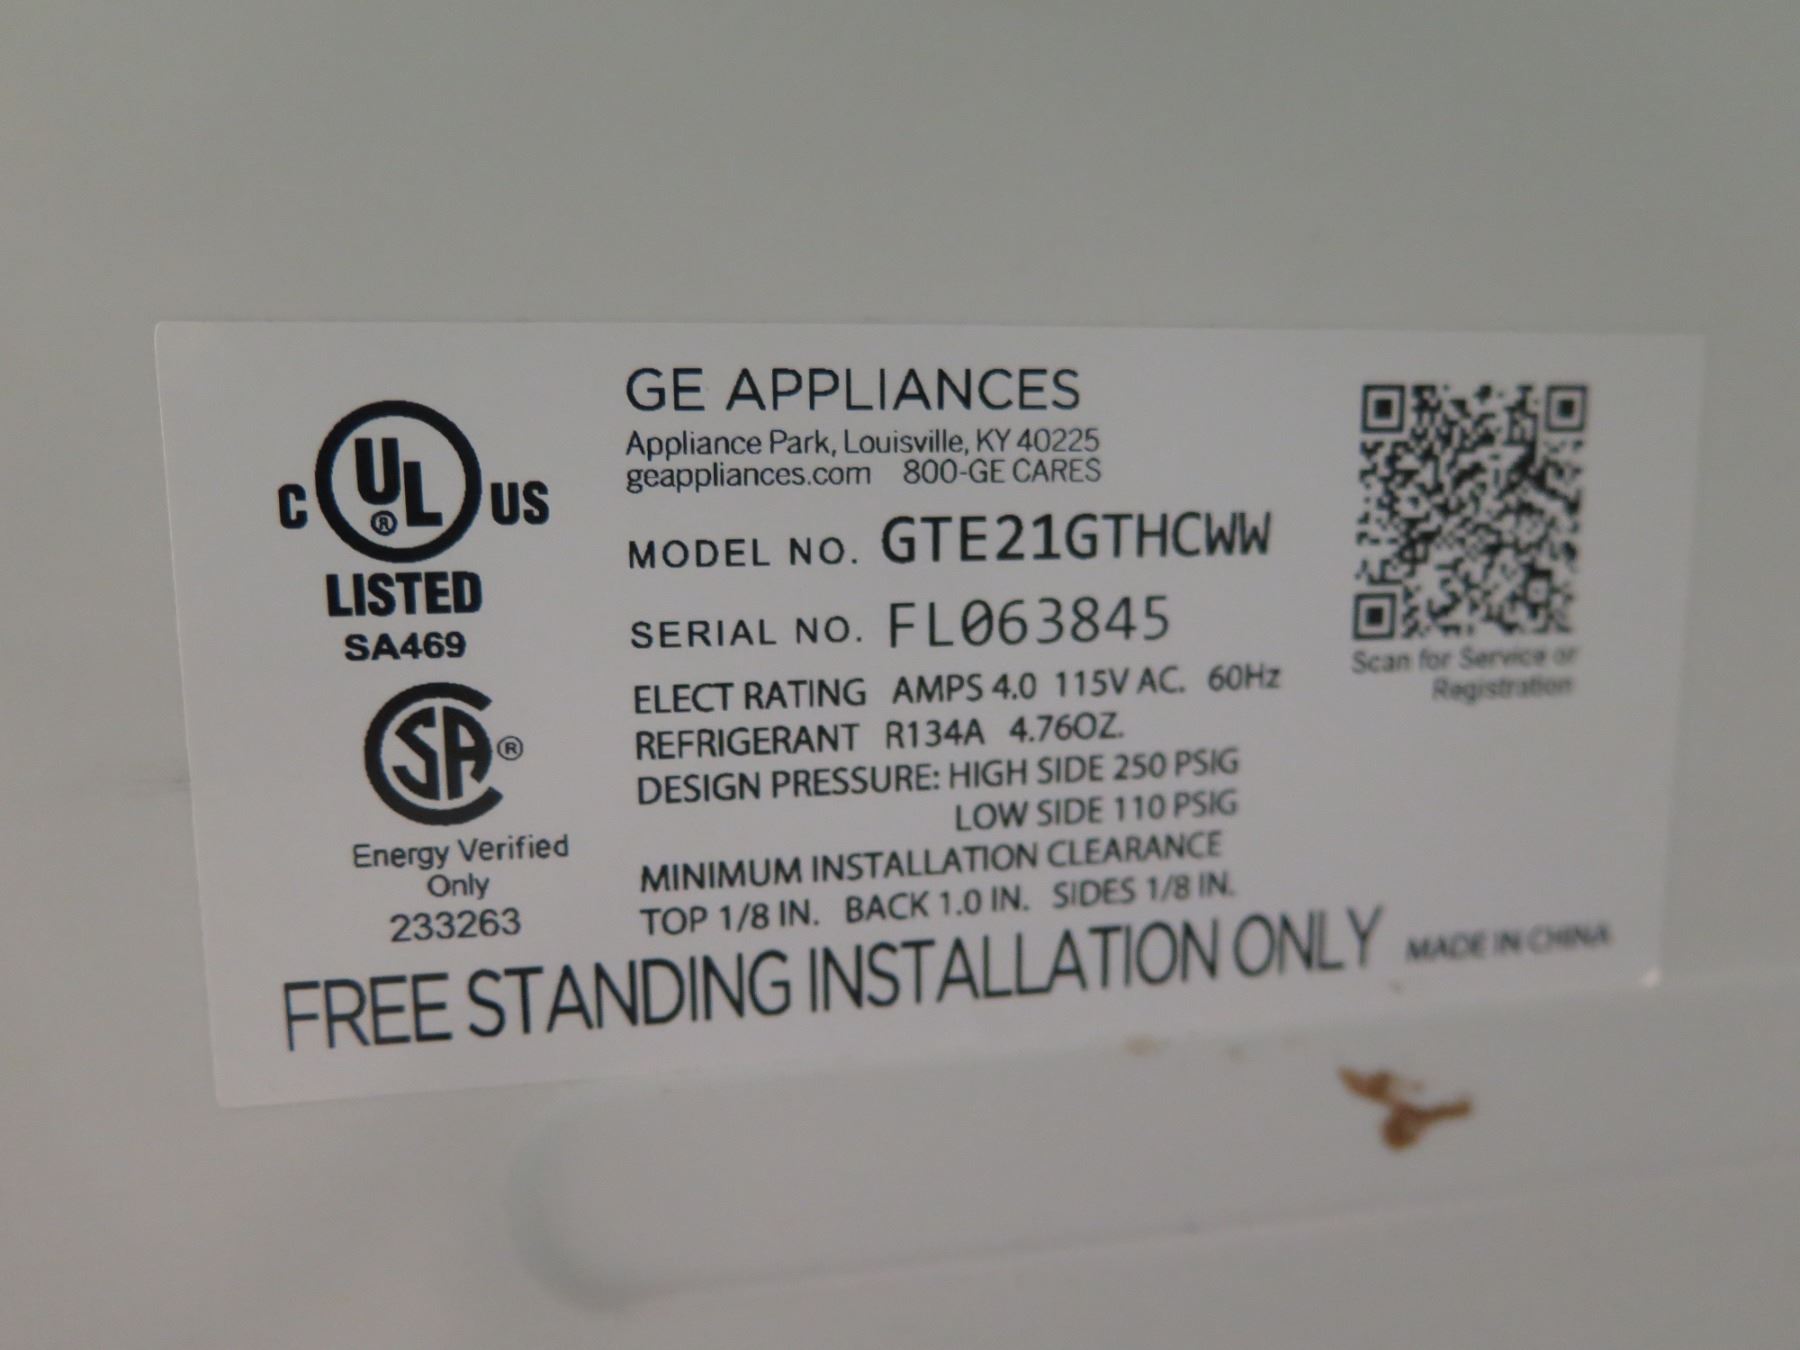 C UL ® US
LISTED
SA469
SA ®
Energy Verified
Only
233263
GE APPLIANCES
Appliance Park, Louisville, KY 40225
geappliances.com 800-GE CARES
MODEL NO. GTE21GTHCWW
SERIAL NO. FL063845
ELECT RATING AMPS 4.0 115V AC. 60Hz
REFRIGERANT R134A 4.76OZ.
DESIGN PRESSURE: HIGH SIDE 250 PSIG
LOW SIDE 110 PSIG
MINIMUM INSTALLATION CLEARANCE
TOP 1/8 IN. BACK 1.0 IN. SIDES 1/8 IN.
FREE STANDING INSTALLATION ONLY MADE IN CHINA
Scan for Service or
Registration